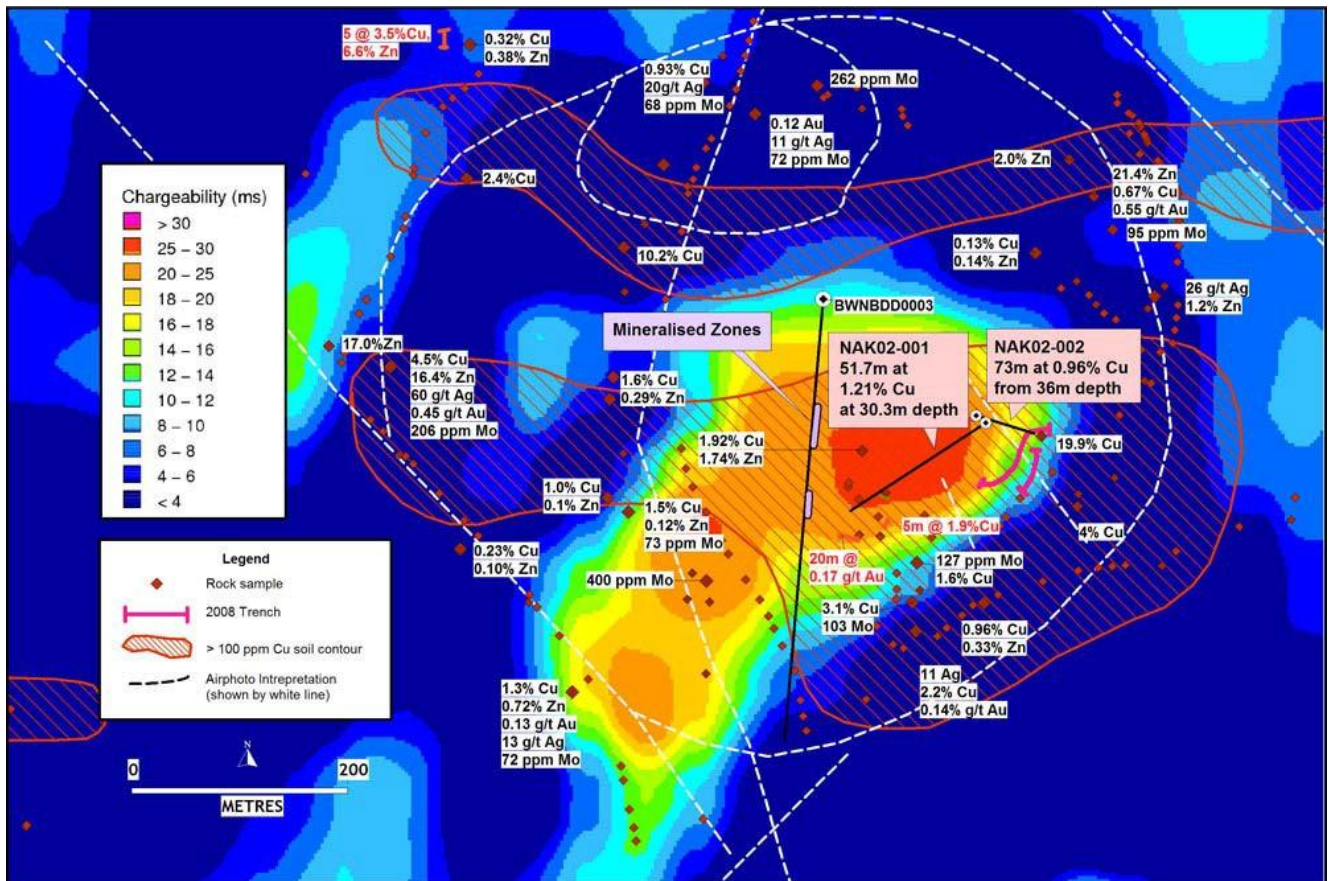 5 @ 3.5%Cu,
6.6% Zn
0.32% Cu
0.38% Zn
0.93% Cu
20g/t Ag
68 ppm Mo
262 ppm Mo
0.12 Au
11 g/t Ag
72 ppm Mo
2.4%Cu
2.0% Zn
21.4% Zn
0.67% Cu
0.55 g/t Au
95 ppm Mo
10.2% Cu
0.13% Cu
0.14% Zn
26 g/t Ag
1.2% Zn
Chargeability (ms)
> 30
25 – 30
20 – 25
18 – 20
16 – 18
14 – 16
12 – 14
10 – 12
8 – 10
6 – 8
4 – 6
< 4
BWNBDD0003
Mineralised Zones
NAK02-001
51.7m at
1.21% Cu
at 30.3m depth
NAK02-002
73m at 0.96% Cu
from 36m depth
17.0%Zn
4.5% Cu
16.4% Zn
60 g/t Ag
0.45 g/t Au
206 ppm Mo
1.6% Cu
0.29% Zn
1.92% Cu
1.74% Zn
19.9% Cu
1.0% Cu
0.1% Zn
1.5% Cu
0.12% Zn
73 ppm Mo
5m @ 1.9%Cu
4% Cu
0.23% Cu
0.10% Zn
20m @
0.17 g/t Au
127 ppm Mo
1.6% Cu
400 ppm Mo
3.1% Cu
103 Mo
0.96% Cu
0.33% Zn
11 Ag
2.2% Cu
0.14% g/t Au
1.3% Cu
0.72% Zn
0.13 g/t Au
13 g/t Ag
72 ppm Mo
Legend
Rock sample
2008 Trench
> 100 ppm Cu soil contour
Airphoto Intrepretation
(shown by white line)
N
0 200
METRES